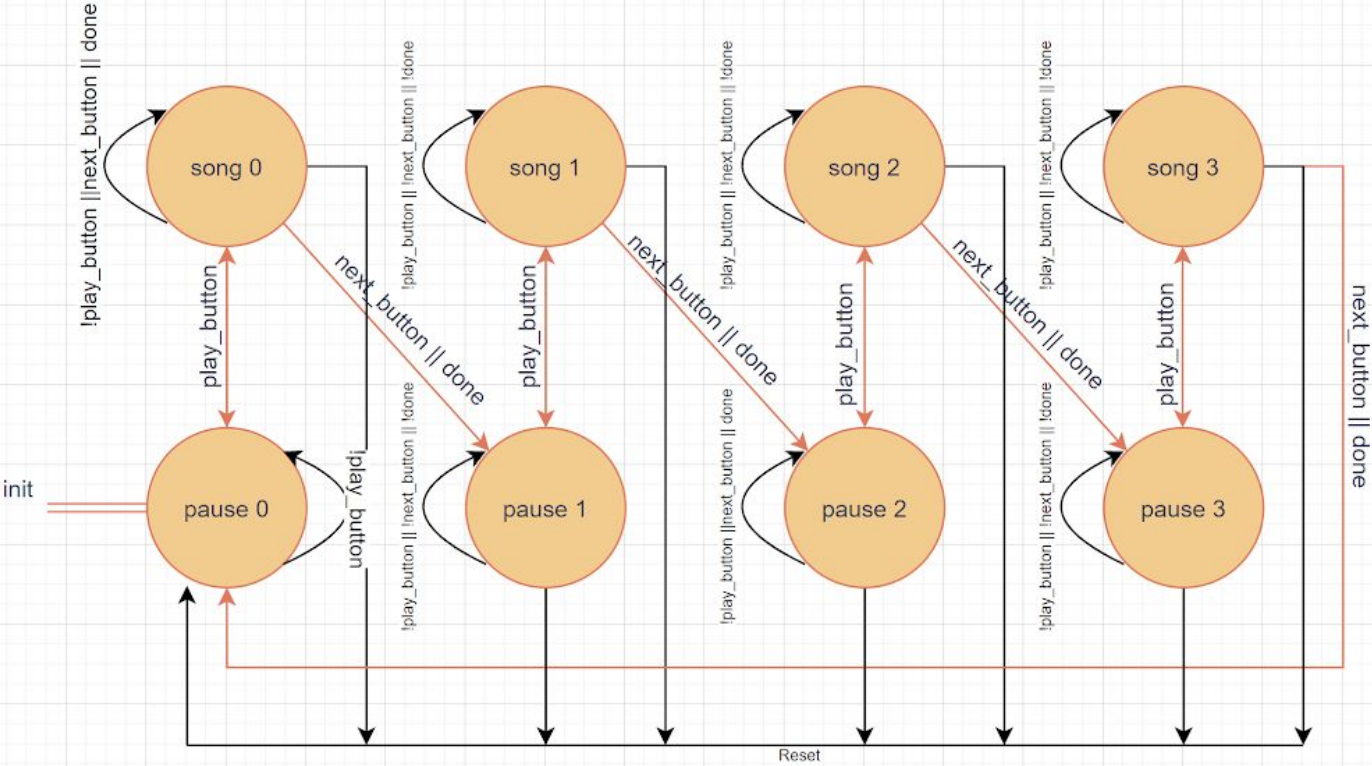 !play_button ||next_button || done
!play_button || !next_button || !done
!play_button || !next_button || !done
!play_button || !next_button || !done
song 0
song 1
song 2
song 3
play_button
next_button || done
play_button
next_button || done
play_button
next_button || done
play_button
next_button || done
init
pause 0
!play_button
!play_button || !next_button || !done
pause 1
!play_button ||next_button || done
pause 2
!play_button || !next_button || !done
pause 3
Reset